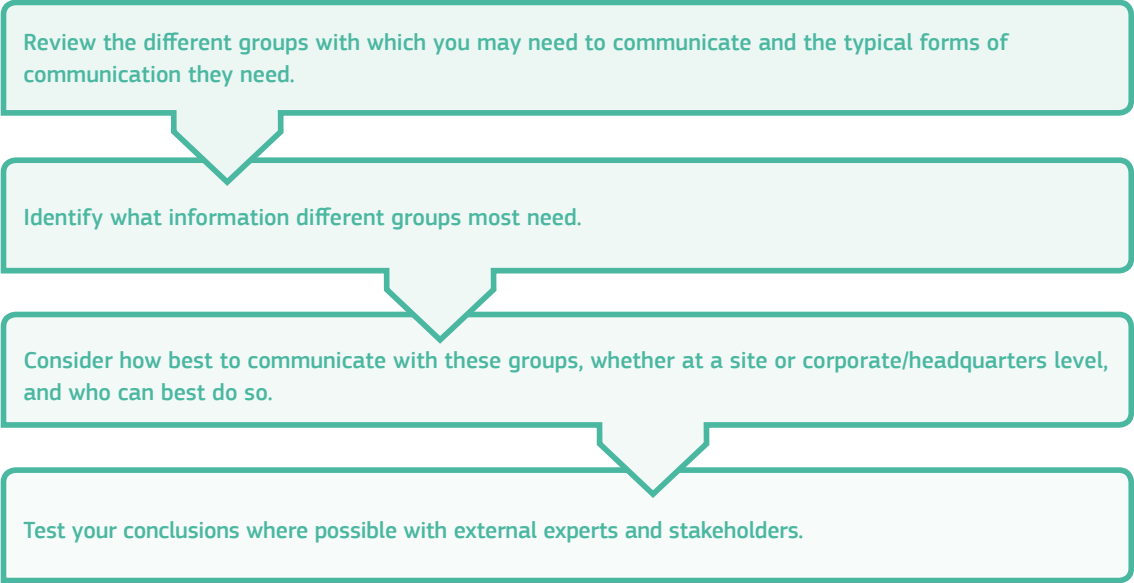 Review the different groups with which you may need to communicate and the typical forms of
communication they need.
Identify what information different groups most need.
Consider how best to communicate with these groups, whether at a site or corporate/headquarters level,
and who can best do so.
Test your conclusions where possible with external experts and stakeholders.